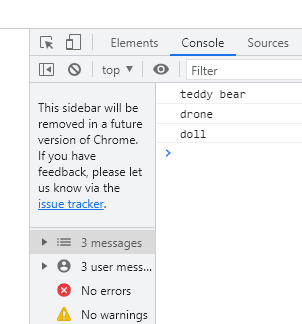 Elements
Console
Sources
top
Filter
This sidebar will be
removed in a future
version of Chrome.
If you have
feedback, please let
us know via the
issue tracker.
teddy bear
drone
doll
3 messages
3 user mess...
No errors
No warnings